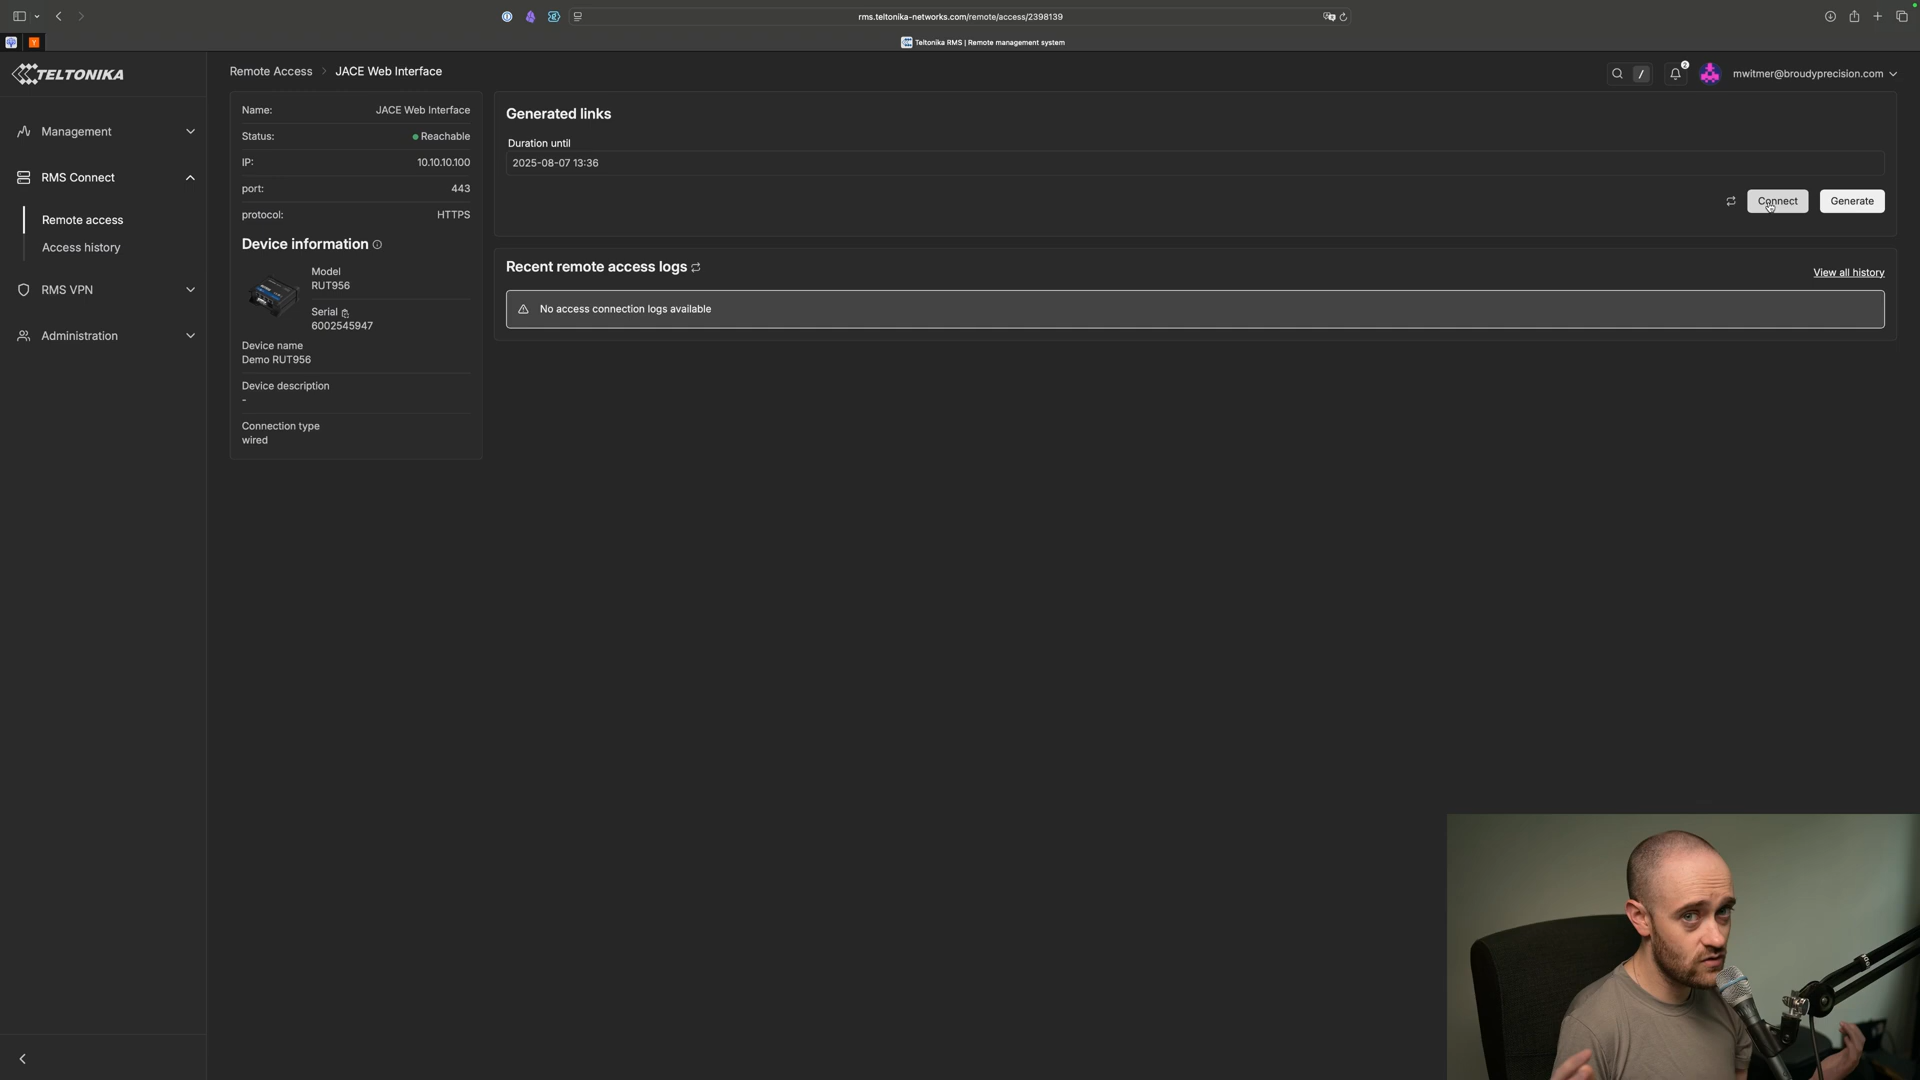 rms.teltonika-networks.com/remote/access/2398139
Y
Teltonika RMS | Remote management system
TELTONIKA
Remote Access > JACE Web Interface
/
2
mwitmer@broudyprecision.com
Management
RMS Connect
Remote access
Access history
RMS VPN
Administration
Name: JACE Web Interface
Status: Reachable
IP: 10.10.10.100
port: 443
protocol: HTTPS
Device information
Model
RUT956
Serial
6002545947
Device name
Demo RUT956
Device description
-
Connection type
wired
Generated links
Duration until
2025-08-07 13:36
Connect
Generate
Recent remote access logs
View all history
No access connection logs available